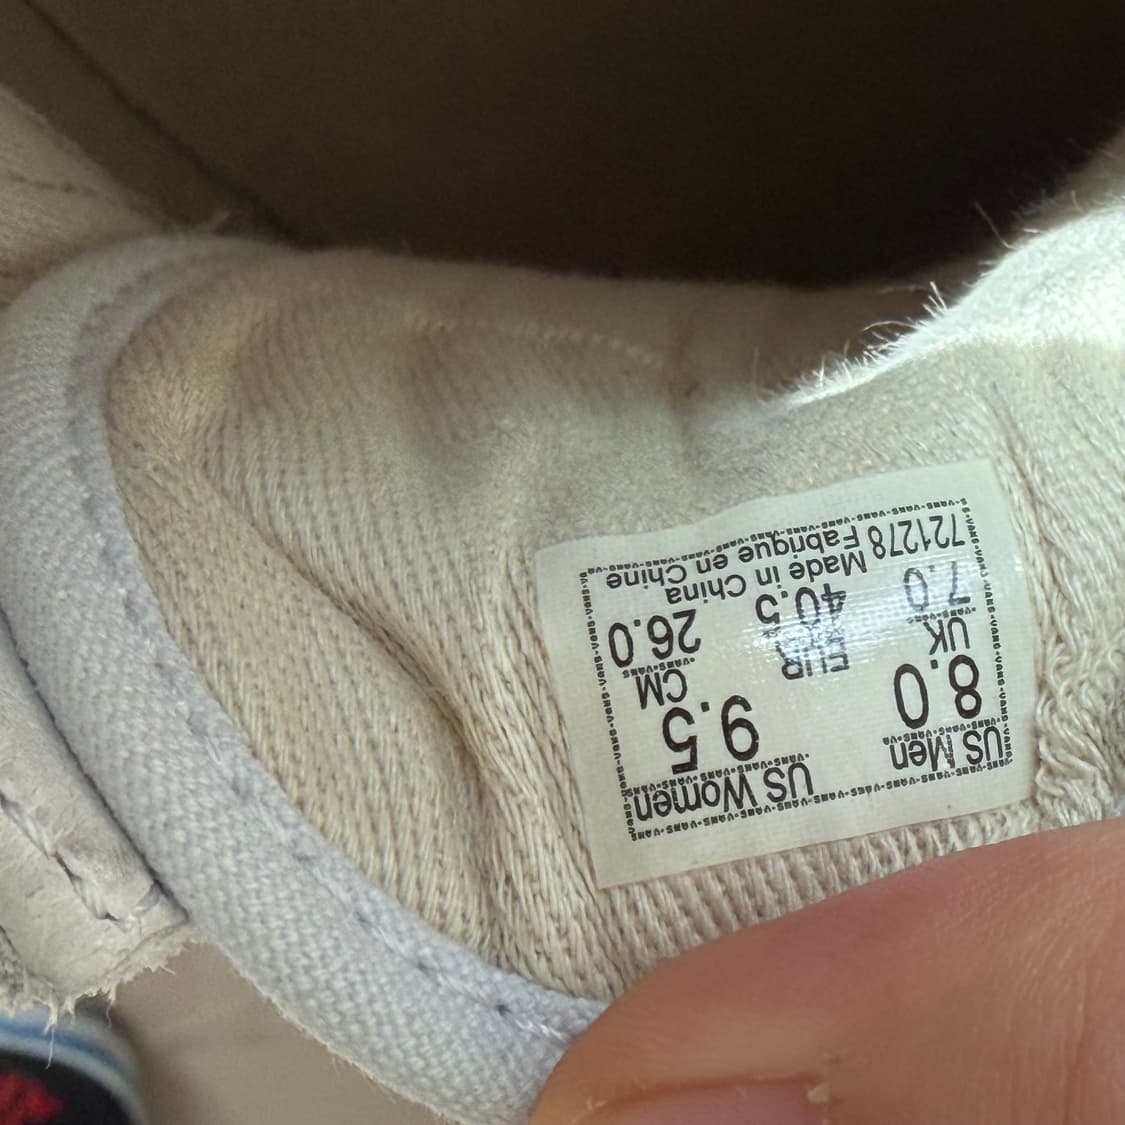 US Men US Women
8.0 9.5
UK EUR CM
7.0 40.5 26.0
Made in China
721278 Fabrique en Chine